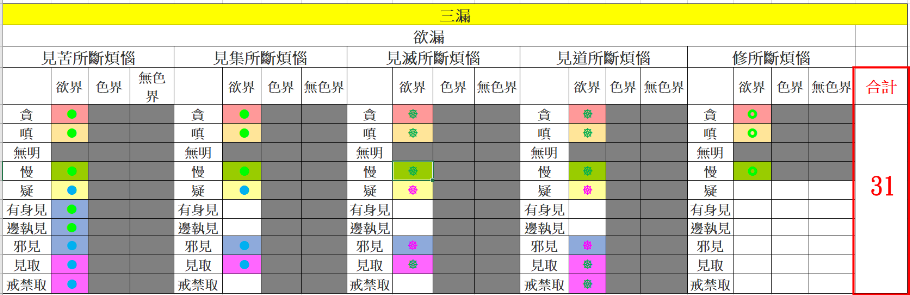 三漏
欲漏
見苦所斷煩惱 見集所斷煩惱 見滅所斷煩惱 見道所斷煩惱 修所斷煩惱
欲界 色界 無色界 欲界 色界 無色界 欲界 色界 無色界 欲界 色界 無色界 欲界 色界 無色界 合計
貪 貪 貪 貪 貪
嗔 嗔 嗔 嗔 嗔
無明 無明 無明 無明 無明
慢 慢 慢 慢 慢
疑 疑 疑 疑 疑
31
有身見 有身見 有身見 有身見 有身見
邊執見 邊執見 邊執見 邊執見 邊執見
邪見 邪見 邪見 邪見 邪見
見取 見取 見取 見取 見取
戒禁取 戒禁取 戒禁取 戒禁取 戒禁取